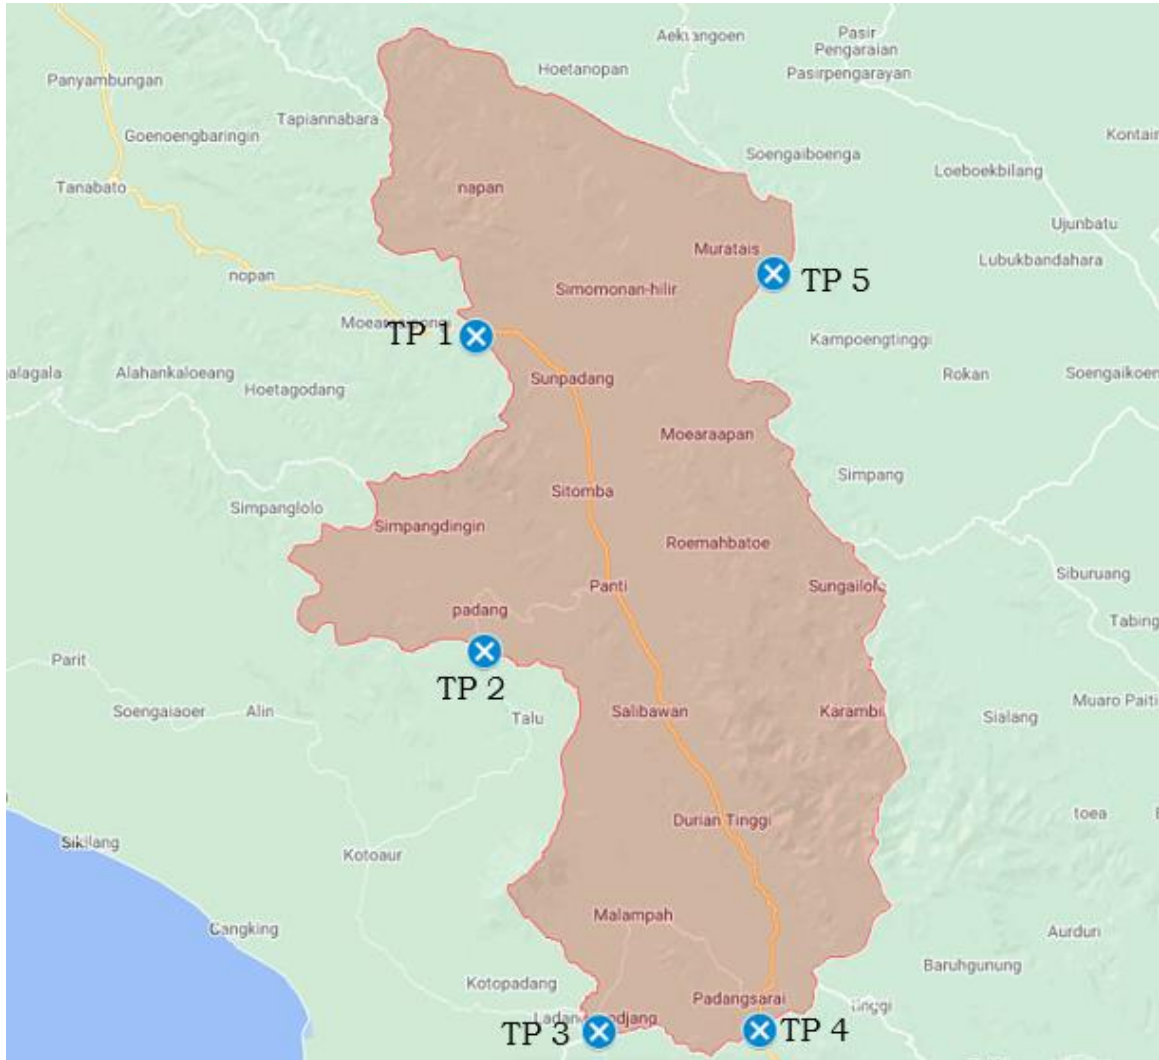 Aek
angoen
Pasir
Pengaraian
Pasirpengarayan
Hoetanopan
Panyambungan
Tapiannabara
Goenoengbaringin
Kontain
Soengaiboenga
Loeboekbilang
Tanabato
napan
Ujunbatu
Muratais
Lubukbandahara
nopan
TP 5
Simomonan-hilir
TP 1
Kampoengtinggi
alagala
Alahankaloeang
Sunpadang
Rokan
Soengaikoen
Hoetagodang
Moearaapan
Simpang
Sitomba
Simpanglolo
Simpangdingin
Roemahbatoe
Siburuang
Panti
padang
Tabing
Parit
TP 2
Muaro Paiti
Soengaiaoer
Alin
Talu
Salibawan
Karambi
Sialang
toea
Durian Tinggi
Sikilang
Kotoaur
Malampah
Cangking
Aurduri
Baruhgunung
Kotopadang
Padangsarai
TP 3
TP 4